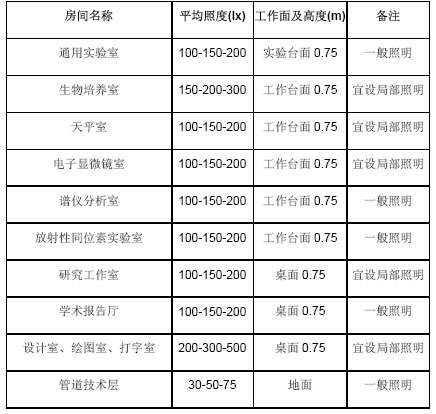 房间名称 平均照度(lx) 工作面及高度(m) 备注
通用实验室 100-150-200 实验台面 0.75 一般照明
生物培养室 150-200-300 工作台面 0.75 宜设局部照明
天平室 100-150-200 工作台面 0.75 宜设局部照明
电子显微镜室 100-150-200 工作台面 0.75 宜设局部照明
谱仪分析室 100-150-200 工作台面 0.75 一般照明
放射性同位素实验室 100-150-200 工作台面 0.75 一般照明
研究工作室 100-150-200 桌面 0.75 宜设局部照明
学术报告厅 100-150-200 桌面 0.75 一般照明
设计室、绘图室、打字室 200-300-500 桌面 0.75 宜设局部照明
管道技术层 30-50-75 地面 一般照明